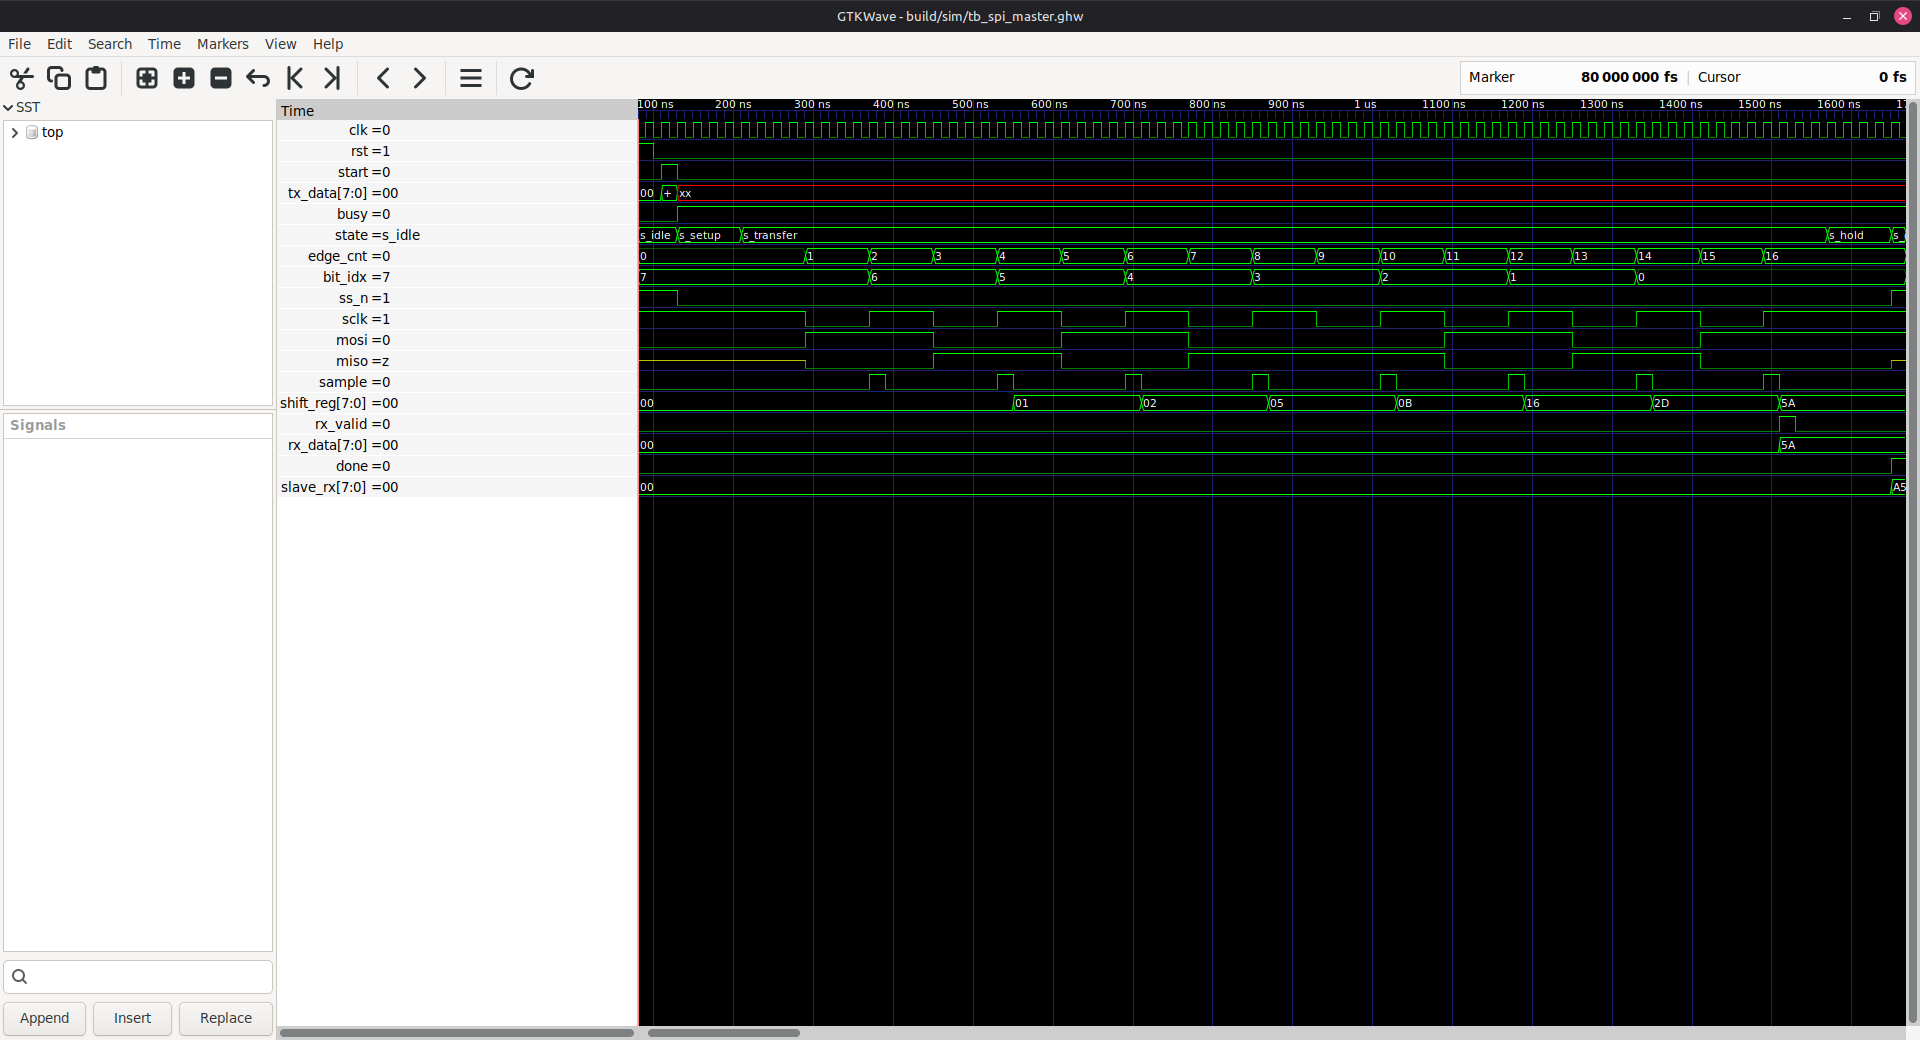 GTKWave - build/sim/tb_spi_master.ghw
File Edit Search Time Markers View Help
Marker 80 000 000 fs | Cursor 0 fs
SST
top
Signals
Append Insert Replace
Time
100 ns 200 ns 300 ns 400 ns 500 ns 600 ns 700 ns 800 ns 900 ns 1 us 1100 ns 1200 ns 1300 ns 1400 ns 1500 ns 1600 ns
clk =0
rst =1
start =0
tx_data[7:0] =00 00 + xx
busy =0
state =s_idle s_idle s_setup s_transfer s_hold
edge_cnt =0 0 1 2 3 4 5 6 7 8 9 10 11 12 13 14 15 16
bit_idx =7 7 6 5 4 3 2 1 0
ss_n =1
sclk =1
mosi =0
miso =z
sample =0
shift_reg[7:0] =00 00 01 02 05 0B 16 2D 5A
rx_valid =0
rx_data[7:0] =00 00 5A
done =0
slave_rx[7:0] =00 00 A5